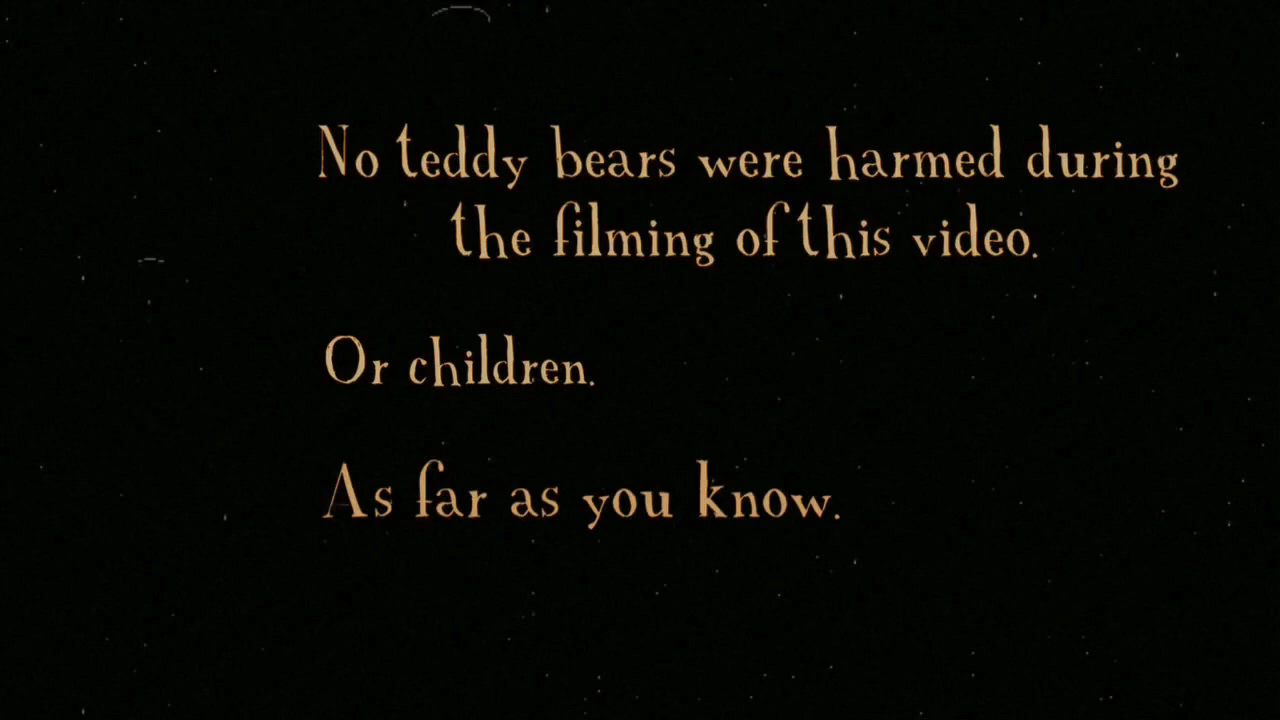 No teddy bears were harmed during
the filming of this video.
Or children.
As far as you know.